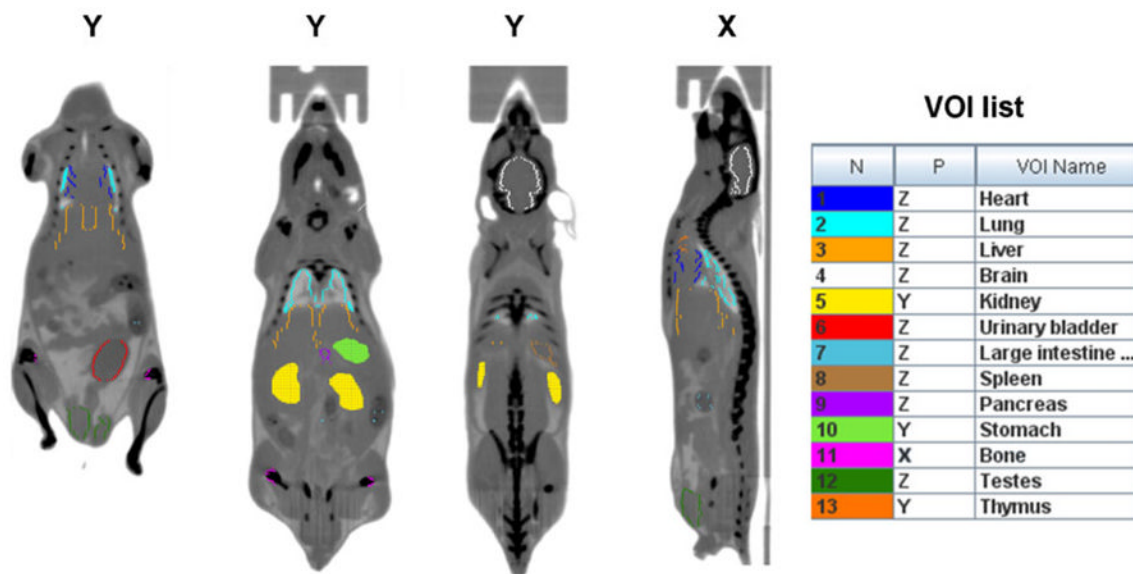 Y Y Y X
VOI list
N P VOI Name
1 Z Heart
2 Z Lung
3 Z Liver
4 Z Brain
5 Y Kidney
6 Z Urinary bladder
7 Z Large intestine ...
8 Z Spleen
9 Z Pancreas
10 Y Stomach
11 X Bone
12 Z Testes
13 Y Thymus